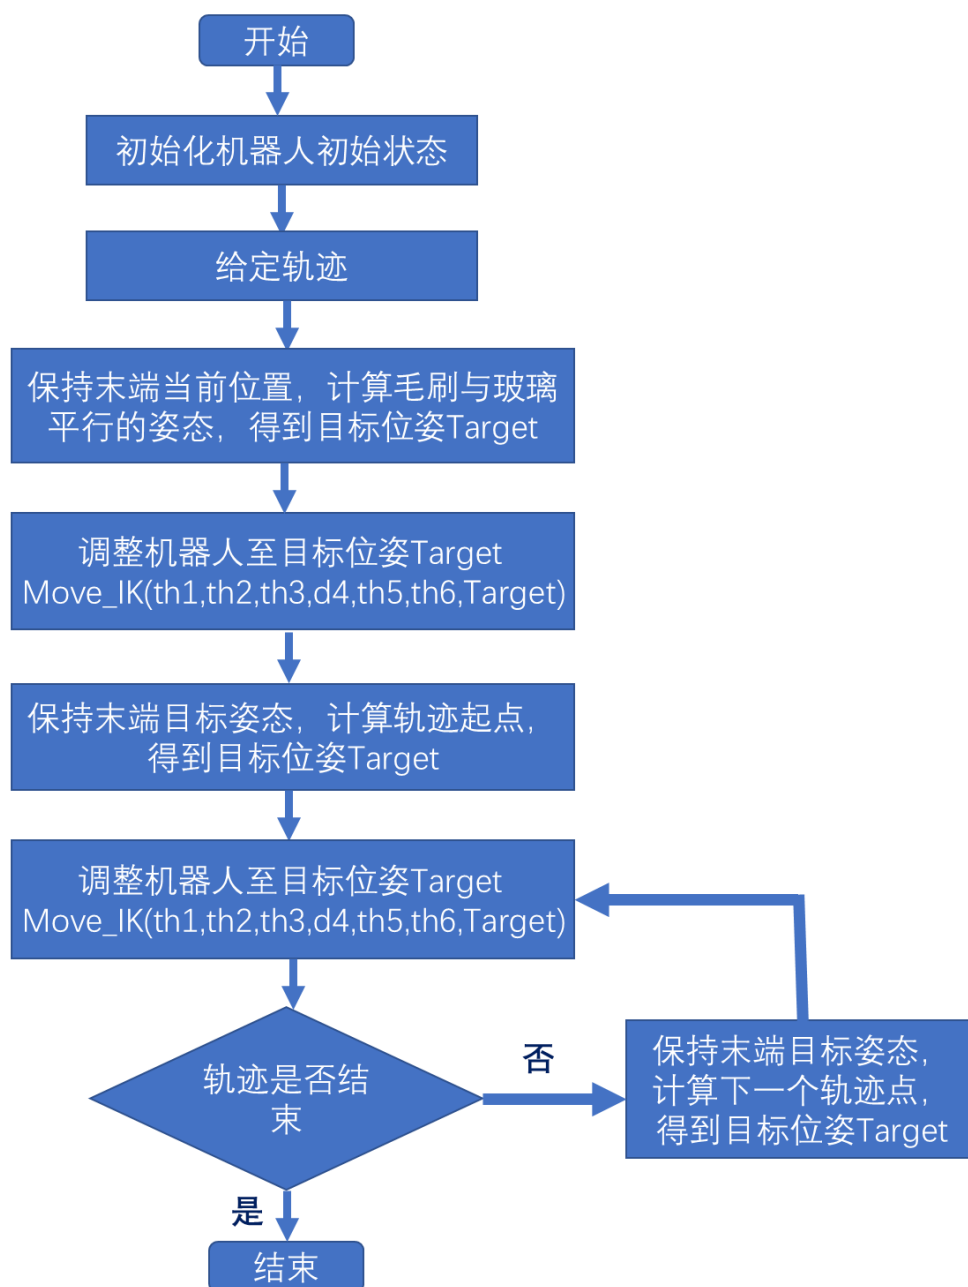 开始
初始化机器人初始状态
给定轨迹
保持末端当前位置，计算毛刷与玻璃
平行的姿态，得到目标位姿Target
调整机器人至目标位姿Target
Move_IK(th1,th2,th3,d4,th5,th6,Target)
保持末端目标姿态，计算轨迹起点，
得到目标位姿Target
调整机器人至目标位姿Target
Move_IK(th1,th2,th3,d4,th5,th6,Target)
轨迹是否结
束
否
保持末端目标姿态，
计算下一个轨迹点，
得到目标位姿Target
是
结束